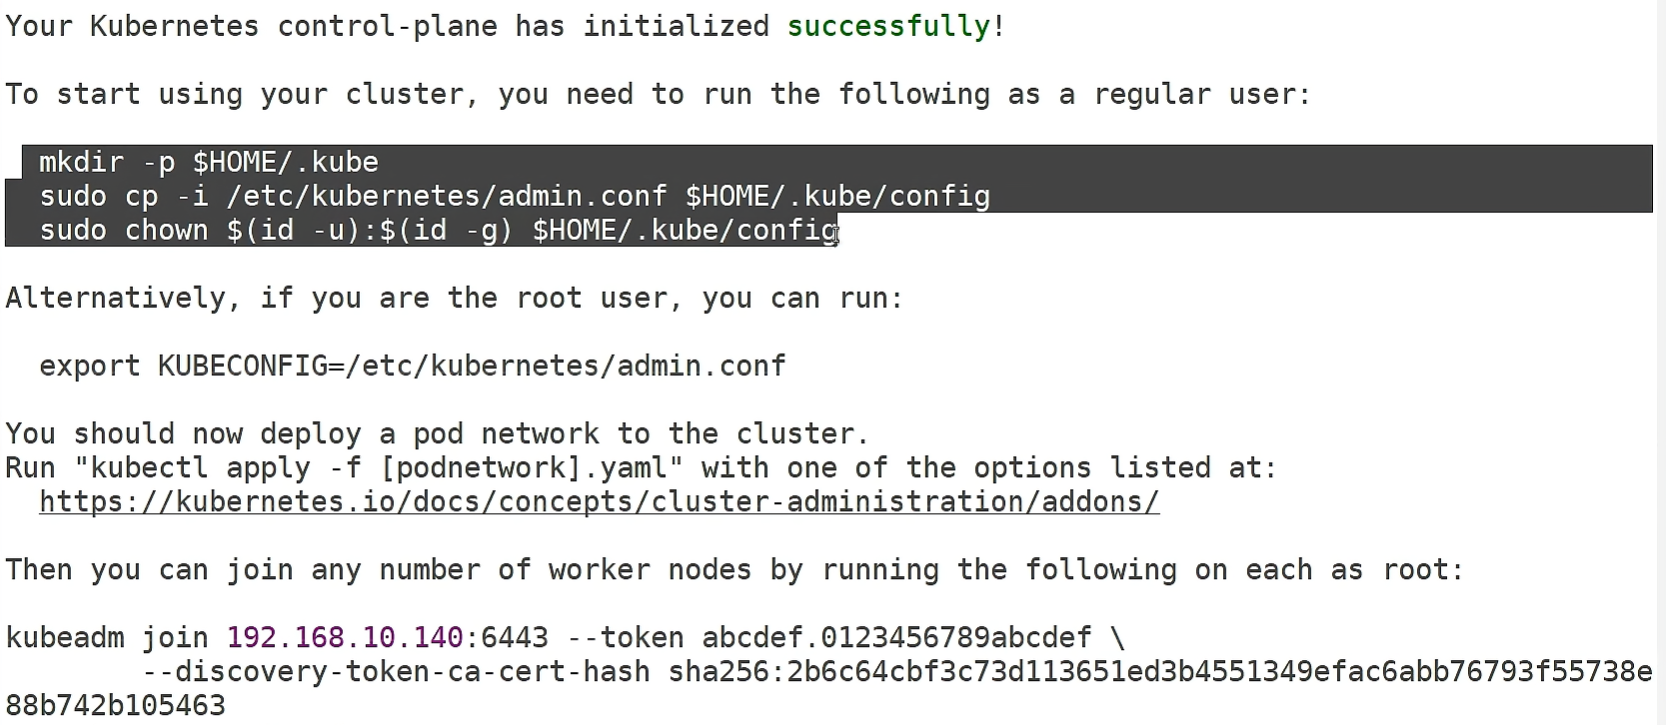 Your Kubernetes control-plane has initialized successfully!
To start using your cluster, you need to run the following as a regular user:
mkdir -p $HOME/.kube
sudo cp -i /etc/kubernetes/admin.conf $HOME/.kube/config
sudo chown $(id -u):$(id -g) $HOME/.kube/config
Alternatively, if you are the root user, you can run:
export KUBECONFIG=/etc/kubernetes/admin.conf
You should now deploy a pod network to the cluster.
Run "kubectl apply -f [podnetwork].yaml" with one of the options listed at:
https://kubernetes.io/docs/concepts/cluster-administration/addons/
Then you can join any number of worker nodes by running the following on each as root:
kubeadm join 192.168.10.140:6443 --token abcdef.0123456789abcdef \
--discovery-token-ca-cert-hash sha256:2b6c64cbf3c73d113651ed3b4551349efac6abb76793f55738e
88b742b105463